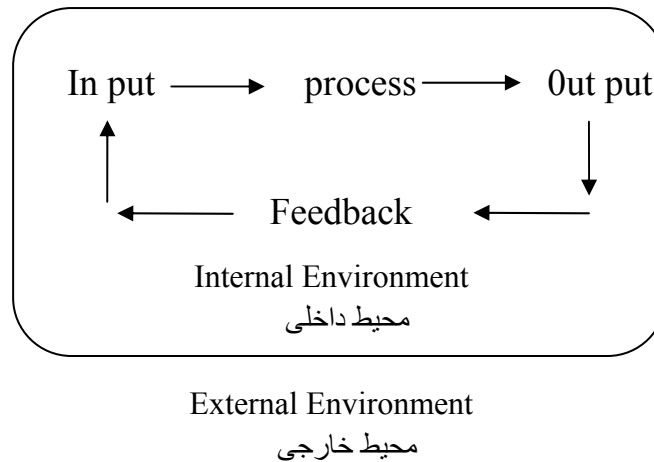 In put process 0ut put
Feedback
Internal Environment
محیط داخلی
External Environment
محیط خارجی